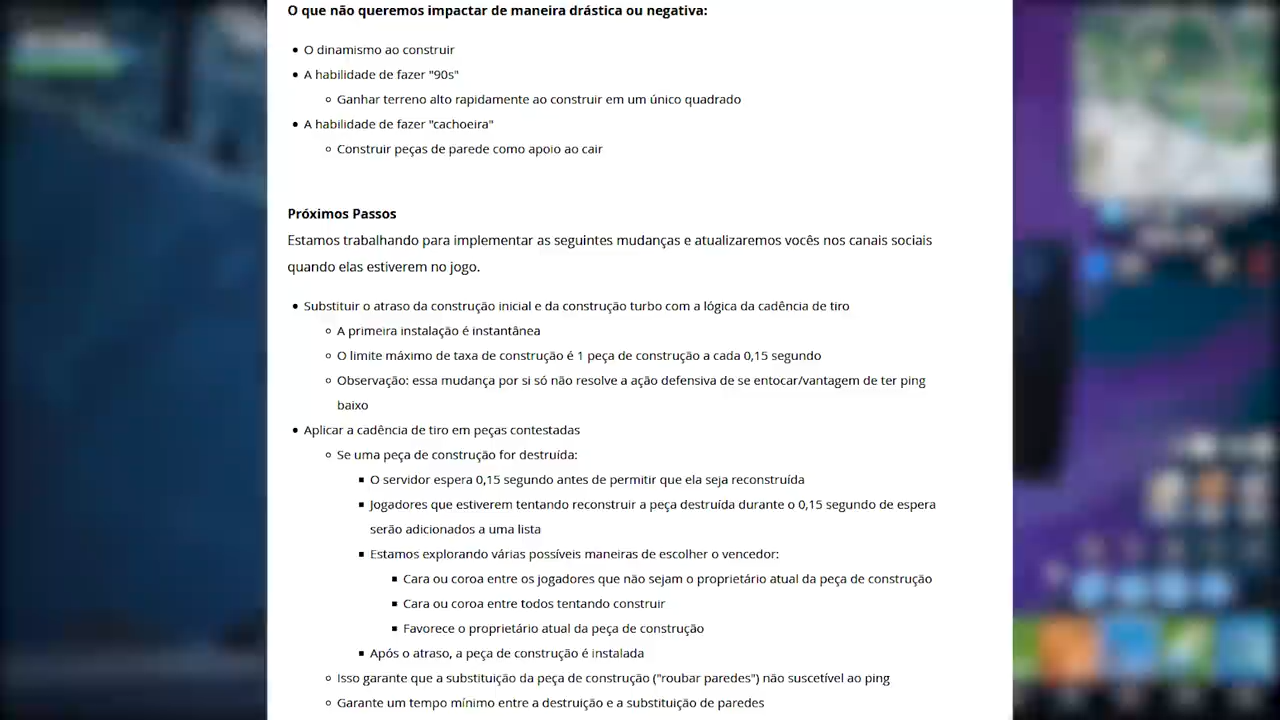 O que não queremos impactar de maneira drástica ou negativa:
• O dinamismo ao construir
• A habilidade de fazer "90s"
◦ Ganhar terreno alto rapidamente ao construir em um único quadrado
• A habilidade de fazer "cachoeira"
◦ Construir peças de parede como apoio ao cair
Próximos Passos
Estamos trabalhando para implementar as seguintes mudanças e atualizaremos vocês nos canais sociais
quando elas estiverem no jogo.
• Substituir o atraso da construção inicial e da construção turbo com a lógica da cadência de tiro
◦ A primeira instalação é instantânea
◦ O limite máximo de taxa de construção é 1 peça de construção a cada 0,15 segundo
◦ Observação: essa mudança por si só não resolve a ação defensiva de se entocar/vantagem de ter ping
baixo
• Aplicar a cadência de tiro em peças contestadas
◦ Se uma peça de construção for destruída:
▪ O servidor espera 0,15 segundo antes de permitir que ela seja reconstruída
▪ Jogadores que estiverem tentando reconstruir a peça destruída durante o 0,15 segundo de espera
serão adicionados a uma lista
▪ Estamos explorando várias possíveis maneiras de escolher o vencedor:
▪ Cara ou coroa entre os jogadores que não sejam o proprietário atual da peça de construção
▪ Cara ou coroa entre todos tentando construir
▪ Favorece o proprietário atual da peça de construção
▪ Após o atraso, a peça de construção é instalada
◦ Isso garante que a substituição da peça de construção ("roubar paredes") não suscetível ao ping
◦ Garante um tempo mínimo entre a destruição e a substituição de paredes